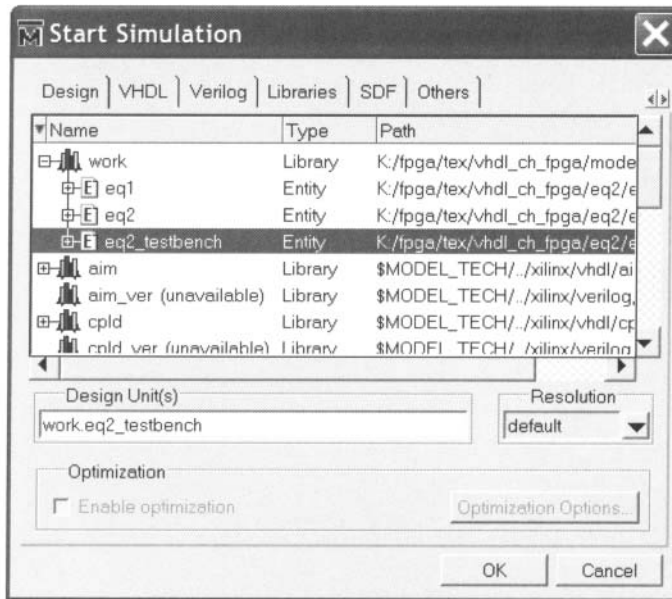 Start Simulation
Design VHDL Verilog Libraries SDF Others
Name Type Path
work Library K:/fpga/tex/vhdl_ch_fpga/mode
eq1 Entity K:/fpga/tex/vhdl_ch_fpga/eq2/e
eq2 Entity K:/fpga/tex/vhdl_ch_fpga/eq2/e
eq2_testbench Entity K:/fpga/tex/vhdl_ch_fpga/eq2/e
aim Library $MODEL_TECH/../xilinx/vhdl/ai
aim_ver (unavailable) Library $MODEL_TECH/../xilinx/verilog,
cpld Library $MODEL_TECH/../xilinx/vhdl/cp
cpld_ver (unavailable) Library $MODEL_TECH/../xilinx/verilog
Design Unit(s) Resolution
work.eq2_testbench default
Optimization
Enable optimization Optimization Options...
OK Cancel